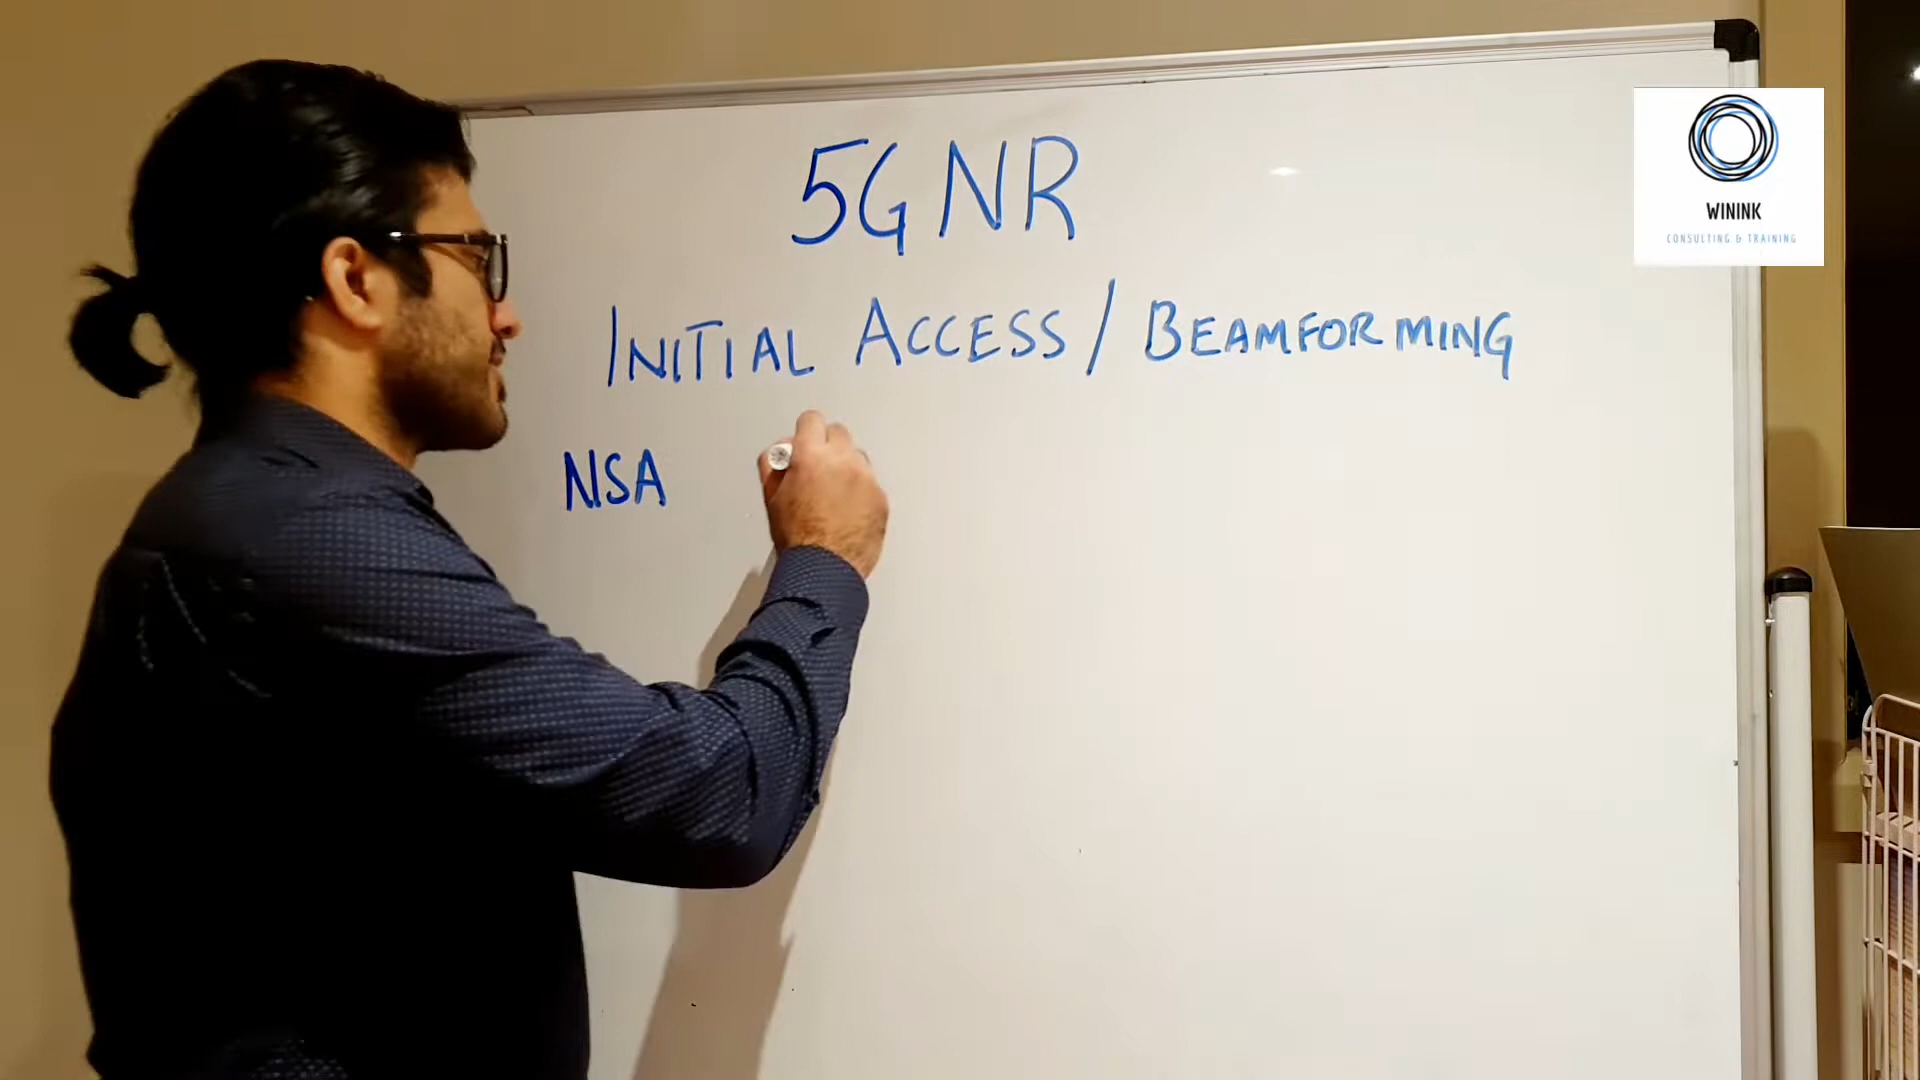 5G NR
INITIAL ACCESS / BEAMFORMING
NSA
WININK
CONSULTING & TRAINING